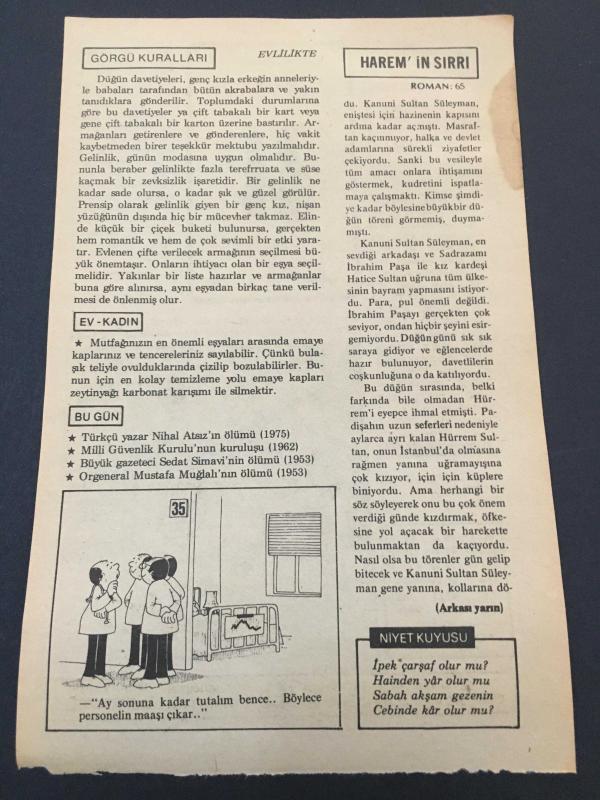 GÖRGÜ KURALLARI
EVLİLİKTE
Düğün davetiyeleri, genç kızla erkeğin anneleriy-
le babaları tarafından bütün akrabalara ve yakın
tanıdıklara gönderilir. Toplumdaki durumlarına
göre bu davetiyeler ya çift tabakalı bir kart veya
gene çift tabakalı bir karton üzerine bastırılır. Ar-
mağanları getirenlere ve gönderenlere, hiç vakit
kaybetmeden birer teşekkür mektubu yazılmalıdır.
Gelinlik, günün modasına uygun olmalıdır. Bu-
nunla beraber gelinlikte fazla terefrruata ve süse
kaçmak bir zevksizlik işaretidir. Bir gelinlik ne
kadar sade olursa, o kadar şık ve güzel görülür.
Prensip olarak gelinlik giyen bir genç kız, nişan
yüzüğünün dışında hiç bir mücevher takmaz. Elin-
de küçük bir çiçek buketi bulunursa, gerçekten
hem romantik ve hem de çok sevimli bir etki yara-
tır. Evlenen çifte verilecek armağının seçilmesi bü-
yük önemtaşır. Onların ihtiyacı olan bir eşya seçil-
melidir. Yakınlar bir liste hazırlar ve armağanlar
buna göre alınırsa, aynı eşyadan birkaç tane veril-
mesi de önlenmiş olur.
EV - KADIN
★ Mutfağınızın en önemli eşyaları arasında emaye
kaplarınız ve tencereleriniz sayılabilir. Çünkü bula-
şık teliyle ovulduklarında çizilip bozulabilirler. Bu-
nun için en kolay temizleme yolu emaye kapları
zeytinyağı karbonat karışımı ile silmektir.
BU GÜN
★ Türkçü yazar Nihal Atsız'ın ölümü (1975)
★ Milli Güvenlik Kurulu'nun kuruluşu (1962)
★ Büyük gazeteci Sedat Simavi'nin ölümü (1953)
★ Orgeneral Mustafa Muğlalı'nın ölümü (1953)
35
—"Ay sonuna kadar tutalım bence.. Böylece
personelin maaşı çıkar.."
HAREM' İN SIRRI
ROMAN: 65
du. Kanuni Sultan Süleyman,
eniştesi için hazinenin kapısını
ardına kadar açmıştı. Masraf-
tan kaçınmıyor, halka ve devlet
adamlarına sürekli ziyafetler
çekiyordu. Sanki bu vesileyle
tüm amacı onlara ihtişamını
göstermek, kudretini ispatla-
maya çalışmaktı. Kimse şimdi-
ye kadar böylesine büyük bir dü-
ğün töreni görmemiş, duyma-
mıştı.
Kanuni Sultan Süleyman, en
sevdiği arkadaşı ve Sadrazamı
İbrahim Paşa ile kız kardeşi
Hatice Sultan uğruna tüm ülke-
sinin bayram yapmasını istiyor-
du. Para, pul önemli değildi.
İbrahim Paşayı gerçekten çok
seviyor, ondan hiçbir şeyini esir-
gemiyordu. Düğün günü sık sık
saraya gidiyor ve eğlencelerde
hazır bulunuyor, davetlilerin
coşkunluğuna o da katılıyordu.
Bu düğün sırasında, belki
farkında bile olmadan Hür-
rem'i eyepce ihmal etmişti. Pa-
dişahın uzun seferleri nedeniyle
aylarca ayrı kalan Hürrem Sul-
tan, onun İstanbul'da olmasına
rağmen yanına uğramayışına
çok kızıyor, için için küplere
biniyordu. Ama herhangi bir
söz söyleyerek onu bu çok önem
verdiği günde kızdırmak, öfke-
sine yol açacak bir harekette
bulunmaktan da kaçıyordu.
Nasıl olsa bu törenler gün gelip
bitecek ve Kanuni Sultan Süley-
man gene yanına, kollarına dö-
(Arkası yarın)
NİYET KUYUSU
İpek çarşaf olur mu?
Hainden yâr olur mu
Sabah akşam gezenin
Cebinde kâr olur mu?